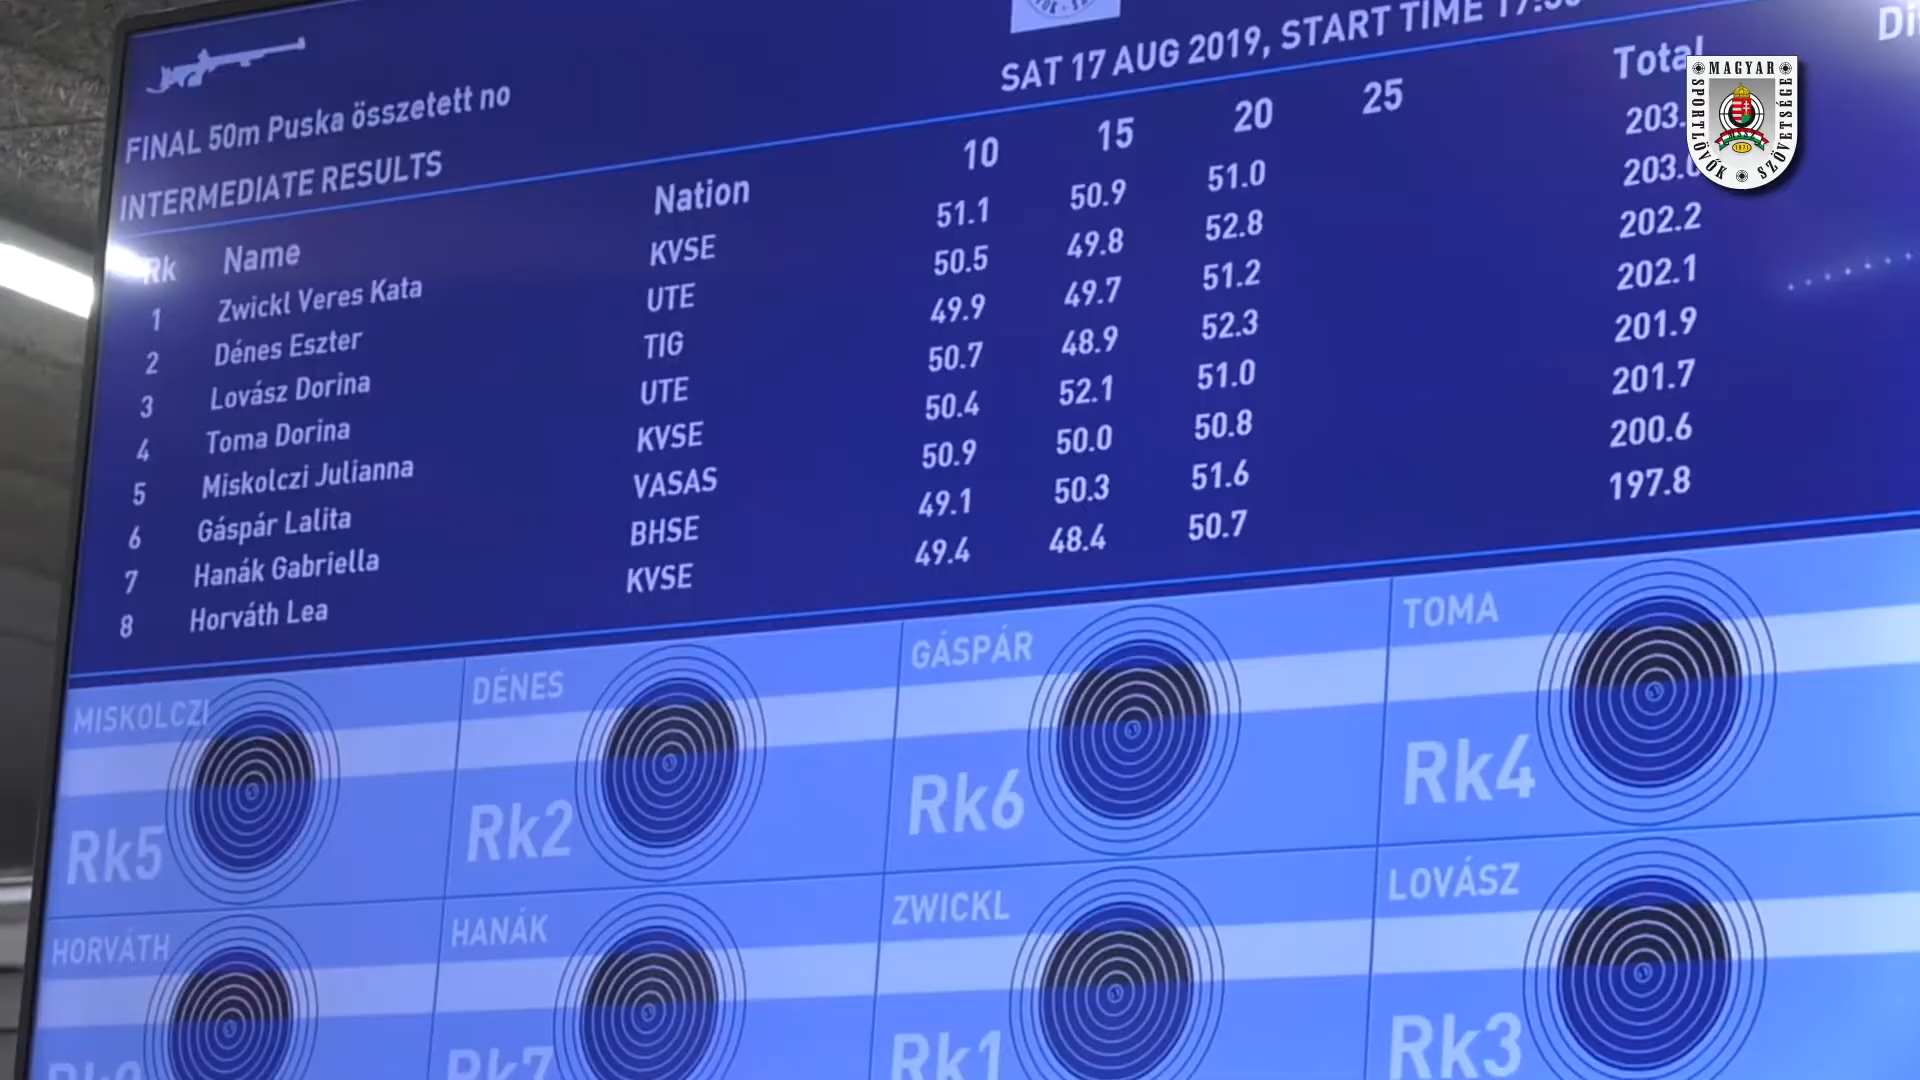 SAT 17 AUG 2019, START TIME
FINAL 50m Puska összetett no
INTERMEDIATE RESULTS
Rk Name Nation 10 15 20 25 Total
1 Zwickl Veres Kata KVSE 51.1 50.9 51.0 203.
2 Dénes Eszter UTE 50.5 49.8 52.8 203.0
3 Lovász Dorina TIG 49.9 49.7 51.2 202.2
4 Toma Dorina UTE 50.7 48.9 52.3 202.1
5 Miskolczi Julianna KVSE 50.4 52.1 51.0 201.9
6 Gáspár Lalita VASAS 50.9 50.0 50.8 201.7
7 Hanák Gabriella BHSE 49.1 50.3 51.6 200.6
8 Horváth Lea KVSE 49.4 48.4 50.7 197.8
MISKOLCZI DÉNES GÁSPÁR TOMA
Rk5 Rk2 Rk6 Rk4
HORVÁTH HANÁK ZWICKL LOVÁSZ
Rk7 Rk1 Rk3
MAGYAR
SPORTLÖVŐK
SZÖVETSÉGE
1871